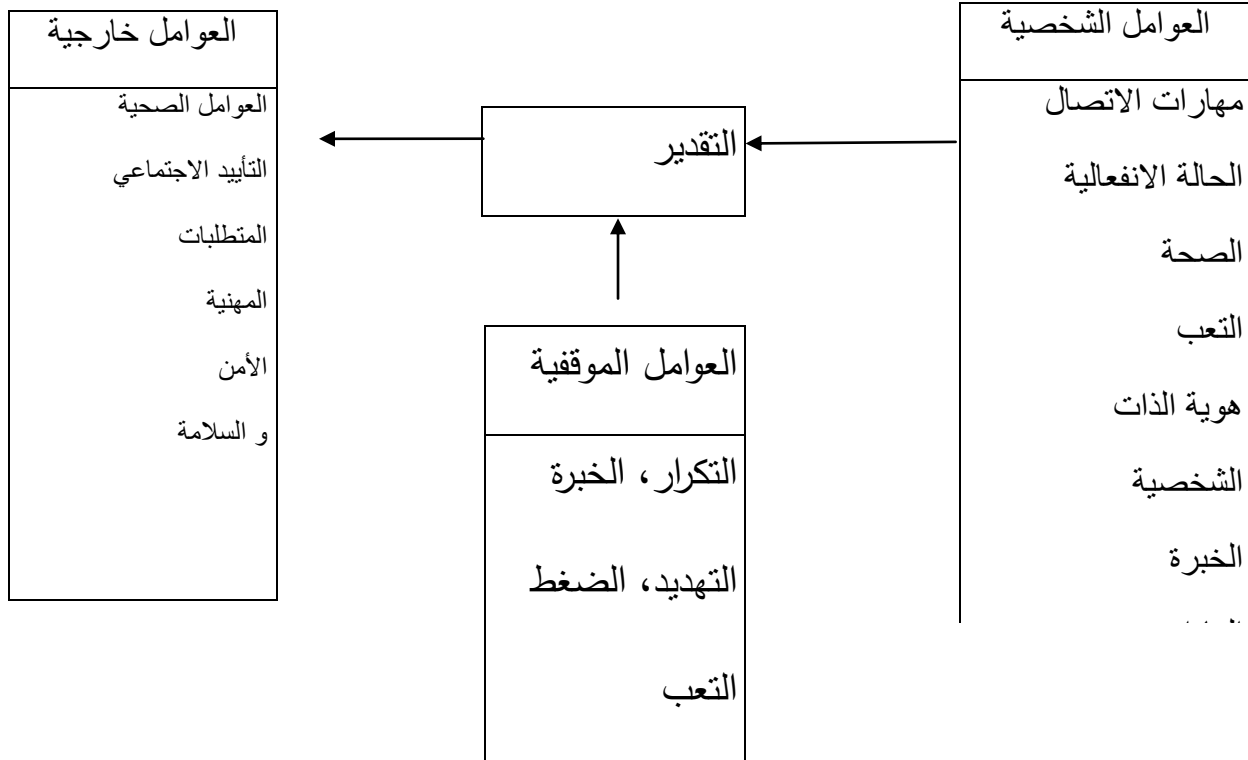 العوامل الشخصية
مهارات الاتصال
الحالة الانفعالية
الصحة
التعب
هوية الذات
الشخصية
الخبرة
التقدير
العوامل الموقفية
التكرار، الخبرة
التهديد، الضغط
التعب
العوامل خارجية
العوامل الصحية
التأييد الاجتماعي
المتطلبات
المهنية
الأمن
و السلامة